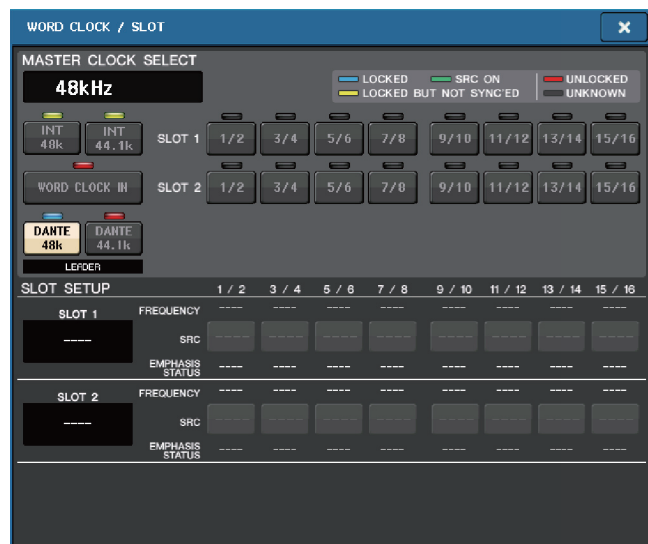 WORD CLOCK / SLOT
MASTER CLOCK SELECT
48kHz
LOCKED SRC ON UNLOCKED
LOCKED BUT NOT SYNC'ED UNKNOWN
INT 48k INT 44.1k
SLOT 1 1/2 3/4 5/6 7/8 9/10 11/12 13/14 15/16
WORD CLOCK IN
SLOT 2 1/2 3/4 5/6 7/8 9/10 11/12 13/14 15/16
DANTE 48k DANTE 44.1k
LEADER
SLOT SETUP 1 / 2 3 / 4 5 / 6 7 / 8 9 / 10 11 / 12 13 / 14 15 / 16
SLOT 1 FREQUENCY ---- ---- ---- ---- ---- ---- ---- ----
---- SRC ---- ---- ---- ---- ---- ---- ---- ----
EMPHASIS STATUS ---- ---- ---- ---- ---- ---- ---- ----
SLOT 2 FREQUENCY ---- ---- ---- ---- ---- ---- ---- ----
---- SRC ---- ---- ---- ---- ---- ---- ---- ----
EMPHASIS STATUS ---- ---- ---- ---- ---- ---- ---- ----